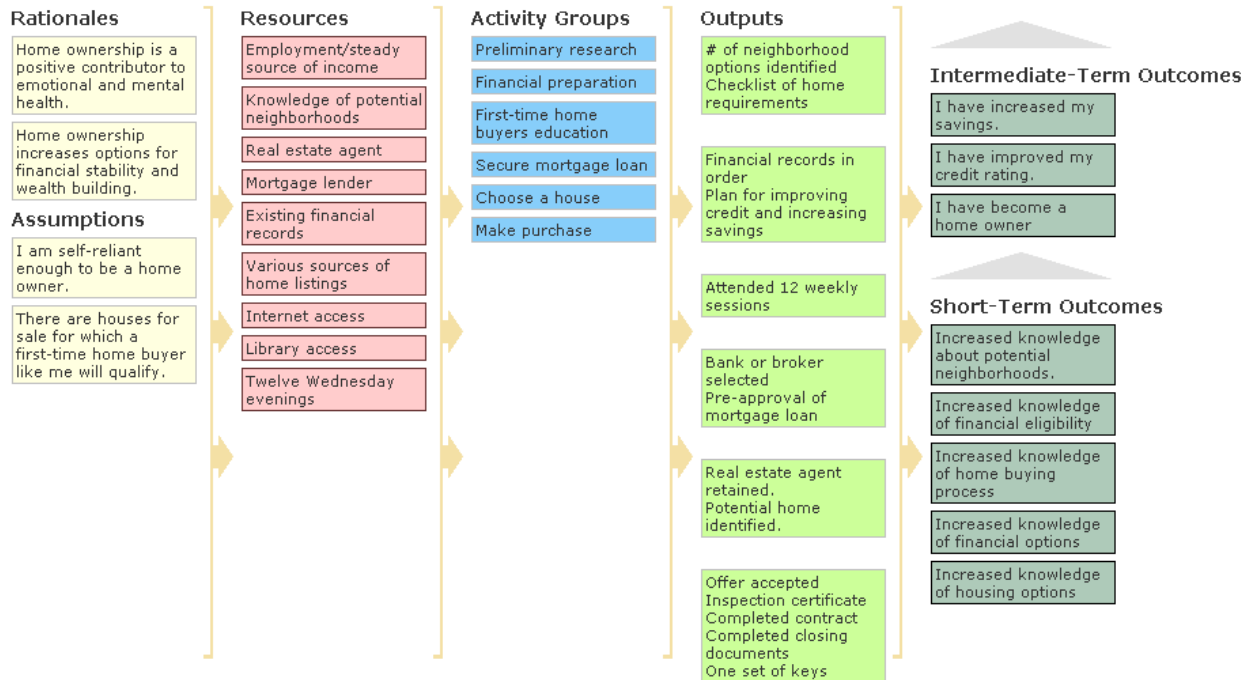 Rationales
Home ownership is a
positive contributor to
emotional and mental
health.
Home ownership
increases options for
financial stability and
wealth building.
Assumptions
I am self-reliant
enough to be a home
owner.
There are houses for
sale for which a
first-time home buyer
like me will qualify.
Resources
Employment/steady
source of income
Knowledge of potential
neighborhoods
Real estate agent
Mortgage lender
Existing financial
records
Various sources of
home listings
Internet access
Library access
Twelve Wednesday
evenings
Activity Groups
Preliminary research
Financial preparation
First-time home
buyers education
Secure mortgage loan
Choose a house
Make purchase
Outputs
# of neighborhood
options identified
Checklist of home
requirements
Financial records in
order
Plan for improving
credit and increasing
savings
Attended 12 weekly
sessions
Bank or broker
selected
Pre-approval of
mortgage loan
Real estate agent
retained.
Potential home
identified.
Offer accepted
Inspection certificate
Completed contract
Completed closing
documents
One set of keys
Intermediate-Term Outcomes
I have increased my
savings.
I have improved my
credit rating.
I have become a
home owner
Short-Term Outcomes
Increased knowledge
about potential
neighborhoods.
Increased knowledge
of financial eligibility
Increased knowledge
of home buying
process
Increased knowledge
of financial options
Increased knowledge
of housing options